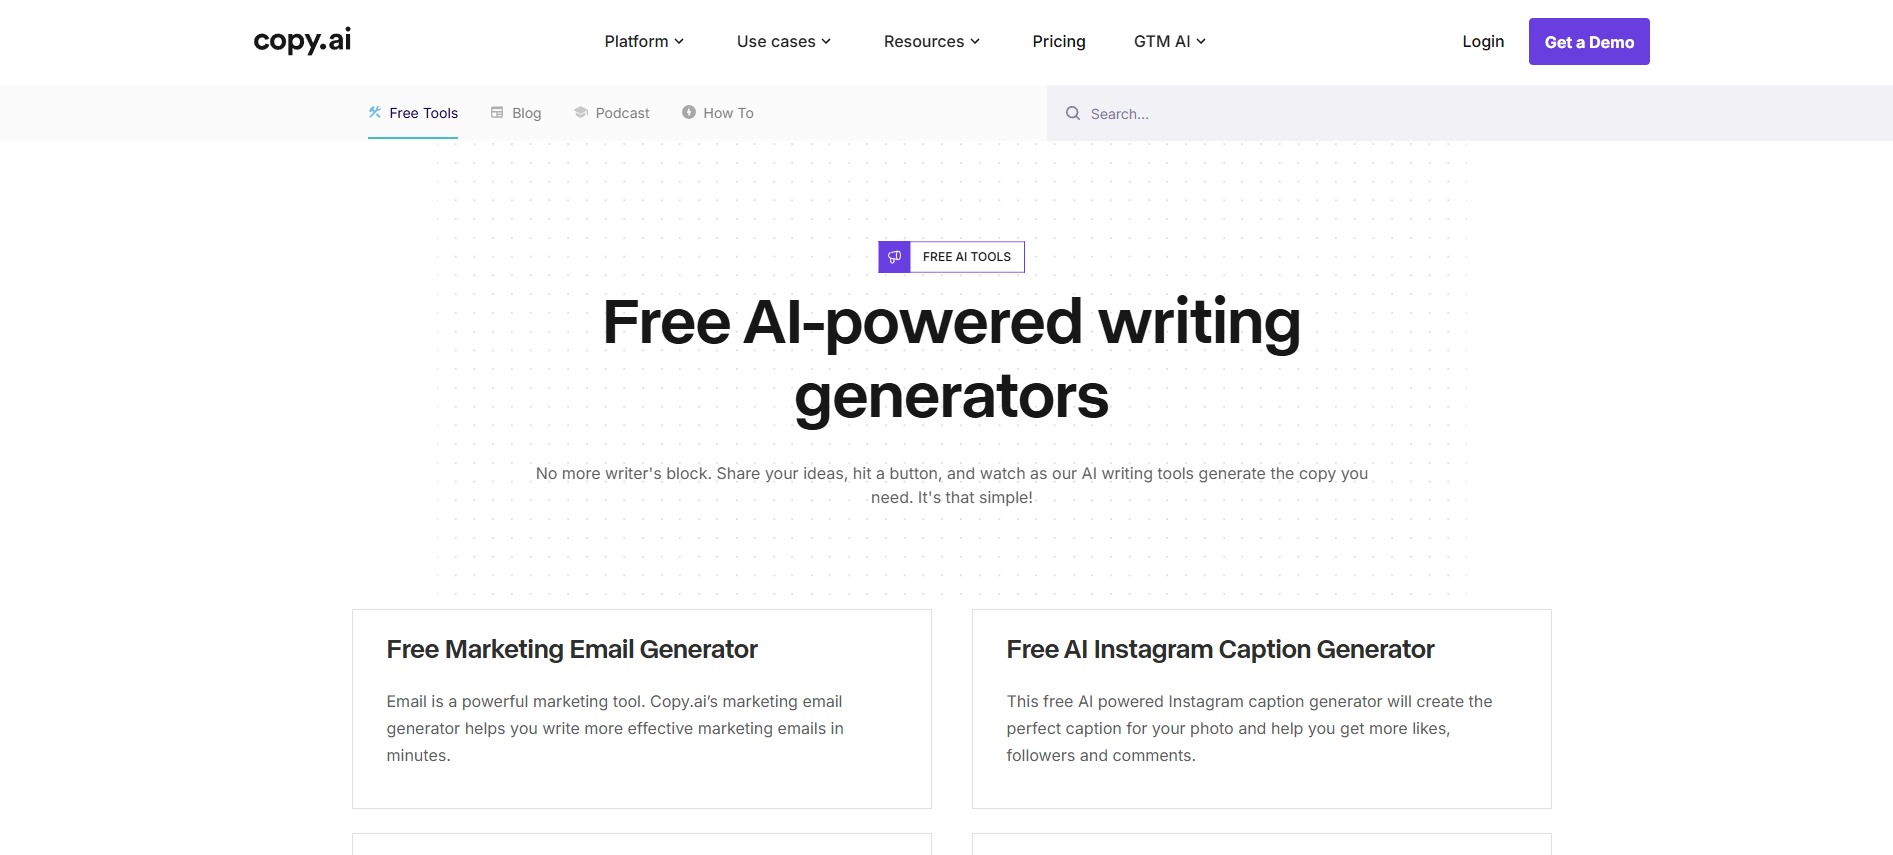 copy.ai
Platform
Use cases
Resources
Pricing
GTM AI
Login
Get a Demo
Free Tools
Blog
Podcast
How To
Search...
FREE AI TOOLS
Free AI-powered writing
generators
No more writer's block. Share your ideas, hit a button, and watch as our AI writing tools generate the copy you
need. It's that simple!
Free Marketing Email Generator
Email is a powerful marketing tool. Copy.ai’s marketing email
generator helps you write more effective marketing emails in
minutes.
Free AI Instagram Caption Generator
This free AI powered Instagram caption generator will create the
perfect caption for your photo and help you get more likes,
followers and comments.